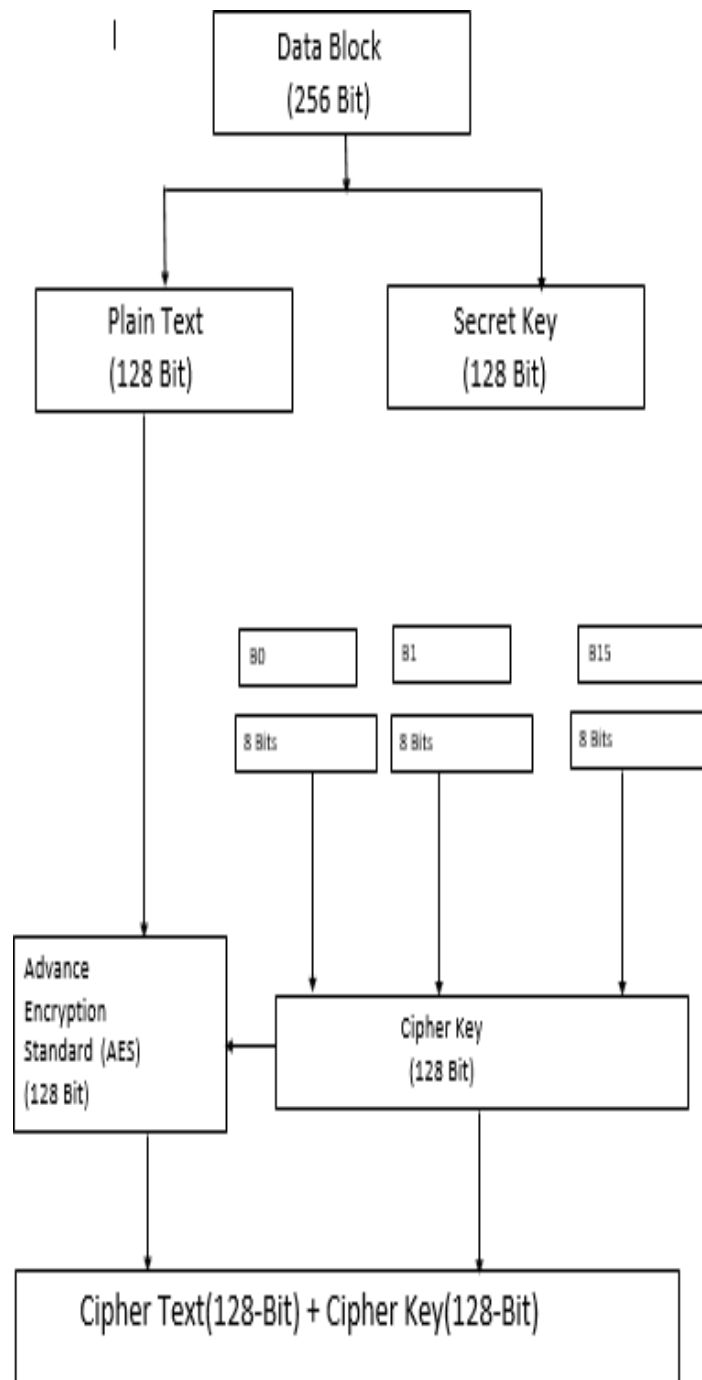 Data Block
(256 Bit)
Plain Text
(128 Bit)
Secret Key
(128 Bit)
B0
B1
B15
8 Bits
8 Bits
8 Bits
Advance
Encryption
Standard (AES)
(128 Bit)
Cipher Key
(128 Bit)
Cipher Text(128-Bit) + Cipher Key(128-Bit)